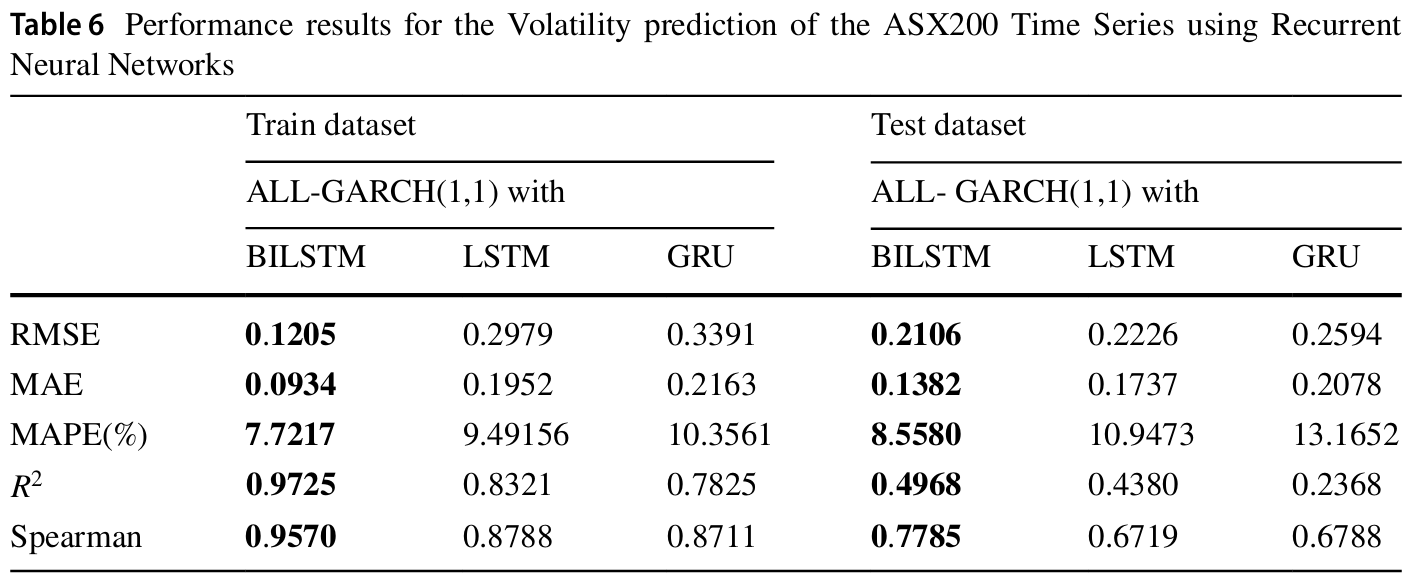 Table 6 Performance results for the Volatility prediction of the ASX200 Time Series using Recurrent
Neural Networks
Train dataset Test dataset
ALL-GARCH(1,1) with ALL- GARCH(1,1) with
BILSTM LSTM GRU BILSTM LSTM GRU
RMSE 0.1205 0.2979 0.3391 0.2106 0.2226 0.2594
MAE 0.0934 0.1952 0.2163 0.1382 0.1737 0.2078
MAPE(%) 7.7217 9.49156 10.3561 8.5580 10.9473 13.1652
R² 0.9725 0.8321 0.7825 0.4968 0.4380 0.2368
Spearman 0.9570 0.8788 0.8711 0.7785 0.6719 0.6788